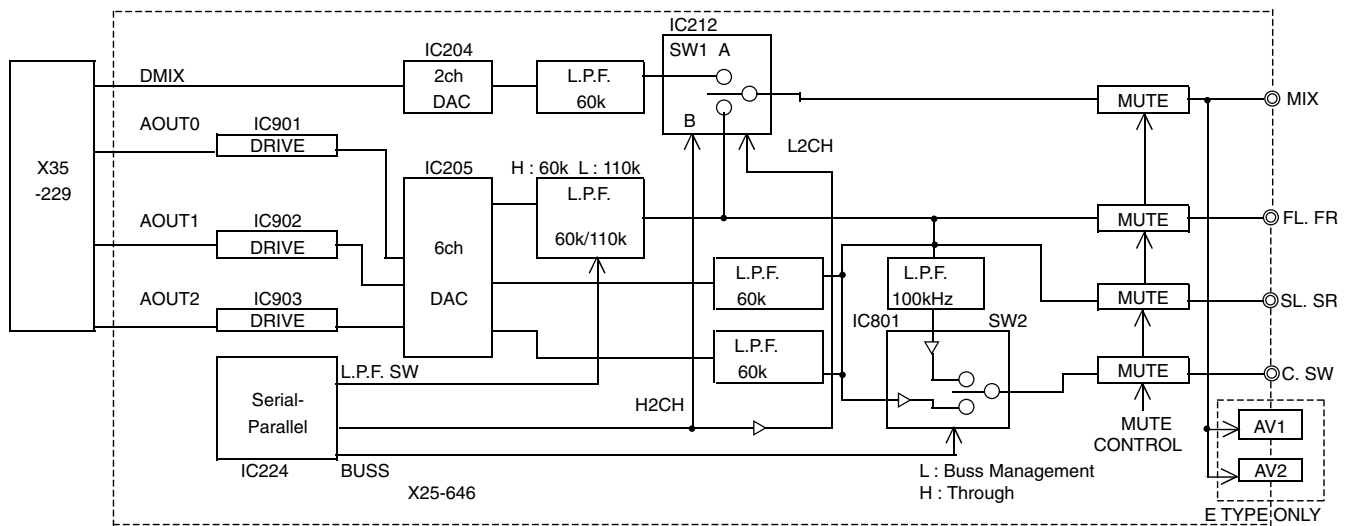 IC212
SW1 A
B
IC204
2ch
DAC
L.P.F.
60k
DMIX
MUTE
MIX
AOUT0
IC901
DRIVE
L2CH
X35
-229
IC205
H : 60k L : 110k
L.P.F.
60k/110k
AOUT1
IC902
DRIVE
6ch
DAC
MUTE
FL. FR
L.P.F.
60k
L.P.F.
100kHz
AOUT2
IC903
DRIVE
MUTE
SL. SR
IC801
SW2
L.P.F.
60k
L.P.F. SW
Serial-
Parallel
IC224
H2CH
MUTE
C. SW
MUTE
CONTROL
BUSS
X25-646
L : Buss Management
H : Through
AV1
AV2
E TYPE ONLY